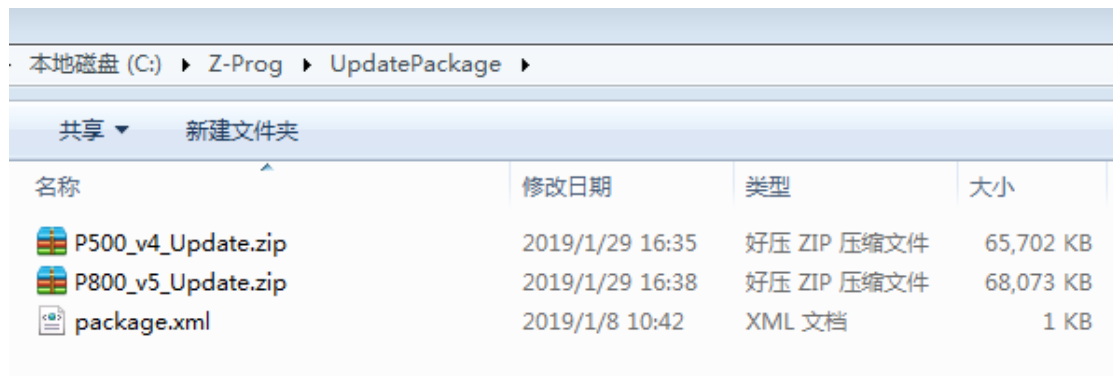 本地磁盘 (C:) Z-Prog UpdatePackage
共享 新建文件夹
名称 修改日期 类型 大小
P500_v4_Update.zip 2019/1/29 16:35 好压 ZIP 压缩文件 65,702 KB
P800_v5_Update.zip 2019/1/29 16:38 好压 ZIP 压缩文件 68,073 KB
package.xml 2019/1/8 10:42 XML 文档 1 KB